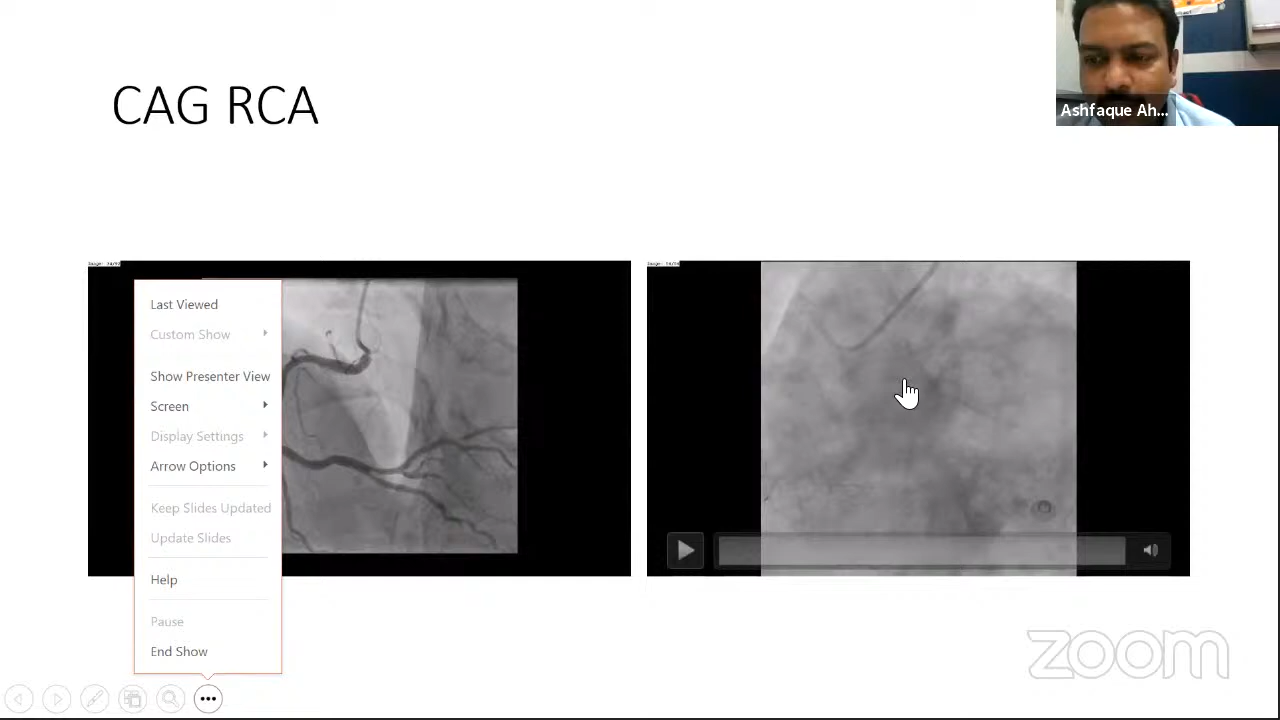 CAG RCA
Ashfaque Ah...
Last Viewed
Custom Show
Show Presenter View
Screen
Display Settings
Arrow Options
Keep Slides Updated
Update Slides
Help
Pause
End Show
zoom